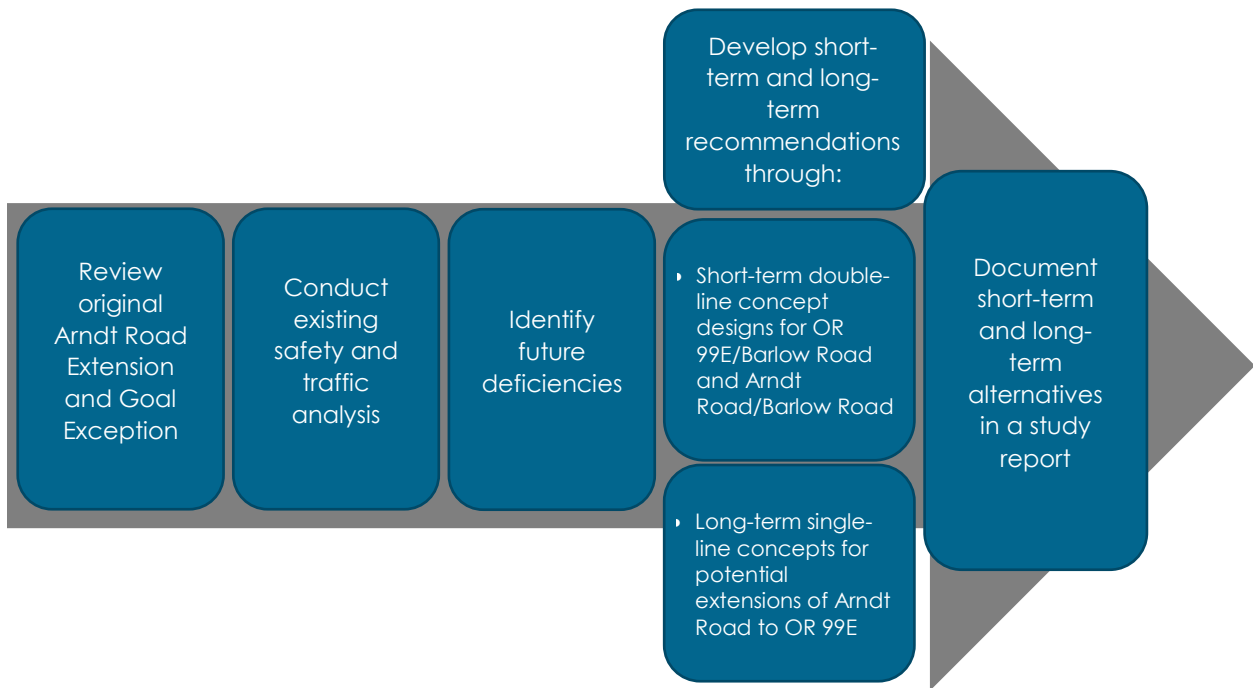 Review
original
Arndt Road
Extension
and Goal
Exception
Conduct
existing
safety and
traffic
analysis
Identify
future
deficiencies
Develop short-
term and long-
term
recommendations
through:
• Short-term double-
line concept
designs for OR
99E/Barlow Road
and Arndt
Road/Barlow Road
• Long-term single-
line concepts for
potential
extensions of Arndt
Road to OR 99E
Document
short-term
and long-
term
alternatives
in a study
report